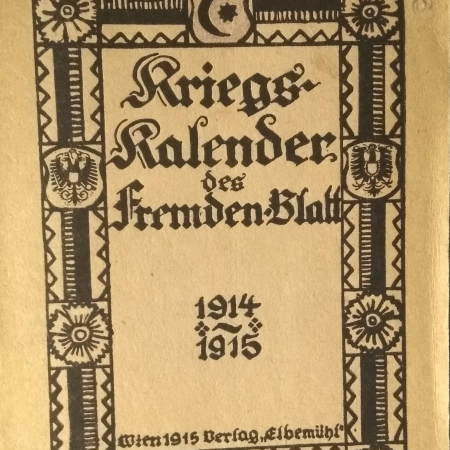 Kriegs-
Kalender
des
Fremden-Blatt
1914
~
1915
Wien 1915 Verlag „Elbemühl"